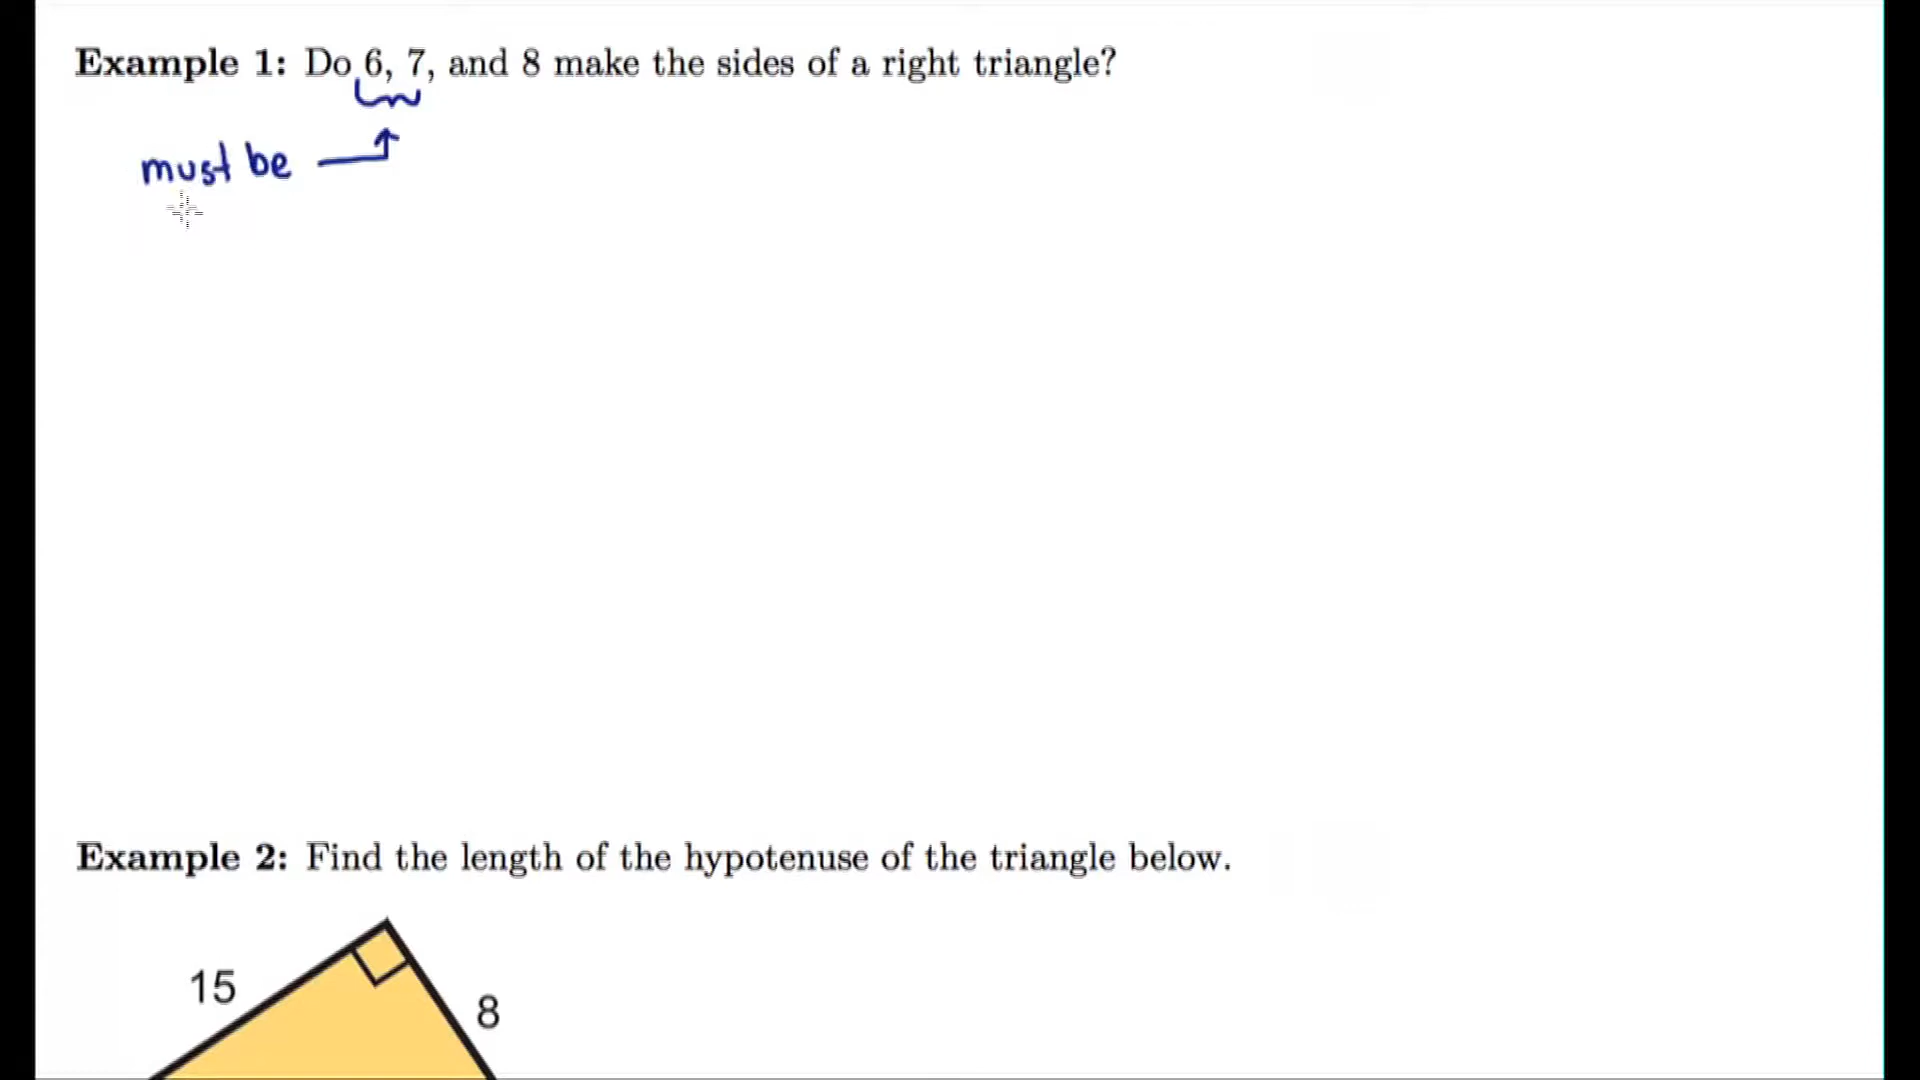 Example 1: Do 6, 7, and 8 make the sides of a right triangle?
must be
Example 2: Find the length of the hypotenuse of the triangle below.
15
8